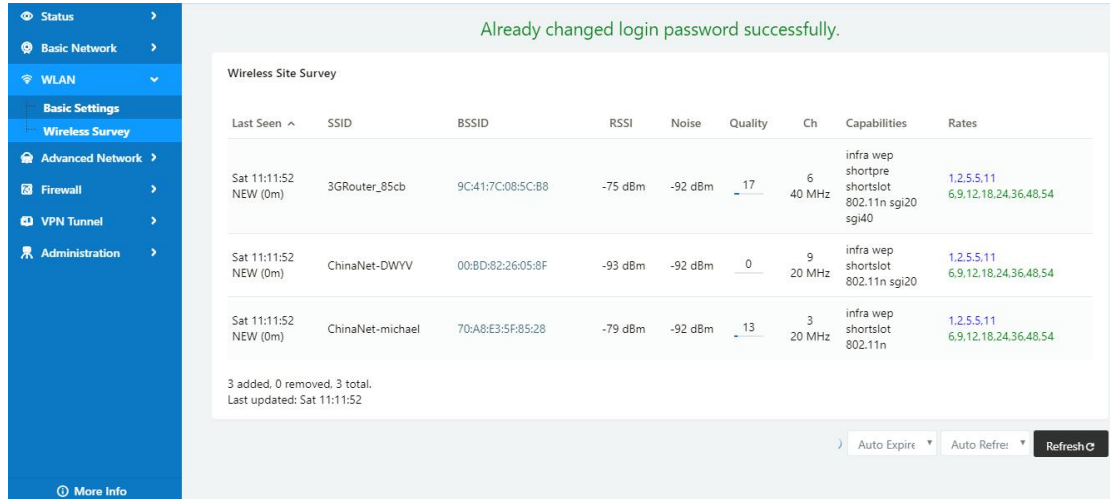 Status
Basic Network
WLAN
Basic Settings
Wireless Survey
Advanced Network
Firewall
VPN Tunnel
Administration
More Info
Already changed login password successfully.
Wireless Site Survey
Last Seen SSID BSSID RSSI Noise Quality Ch Capabilities Rates
Sat 11:11:52
NEW (0m)
3GRouter_85cb
9C:41:7C:08:5C:B8
-75 dBm
-92 dBm
17
6
40 MHz
infra wep
shortpre
shortslot
802.11n sgi20
sgi40
1,2,5.5,11
6,9,12,18,24,36,48,54
Sat 11:11:52
NEW (0m)
ChinaNet-DWYV
00:BD:82:26:05:8F
-93 dBm
-92 dBm
0
9
20 MHz
infra wep
shortslot
802.11n sgi20
1,2,5.5,11
6,9,12,18,24,36,48,54
Sat 11:11:52
NEW (0m)
ChinaNet-michael
70:A8:E3:5F:85:28
-79 dBm
-92 dBm
13
3
20 MHz
infra wep
shortslot
802.11n
1,2,5.5,11
6,9,12,18,24,36,48,54
3 added, 0 removed, 3 total.
Last updated: Sat 11:11:52
Auto Expire Auto Refre Refresh